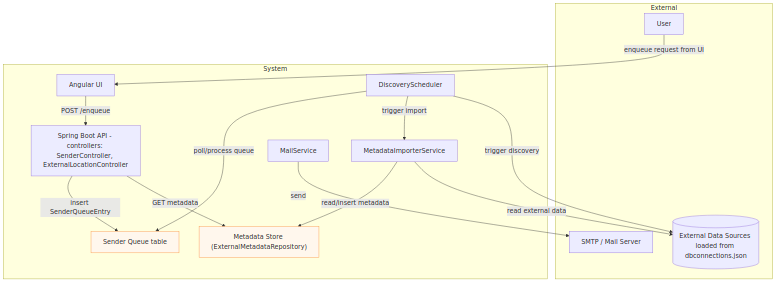 External
User
enqueue request from UI
System
Angular UI
DiscoveryScheduler
POST /enqueue
trigger import
Spring Boot API -
controllers:
SenderController,
ExternalLocationController
poll/process queue
MailService
MetadataImporterService
trigger discovery
insert
SenderQueueEntry
GET metadata
send
read/insert metadata
read external data
Sender Queue table
Metadata Store
(ExternalMetadataRepository)
SMTP / Mail Server
External Data Sources
loaded from
dbconnections.json